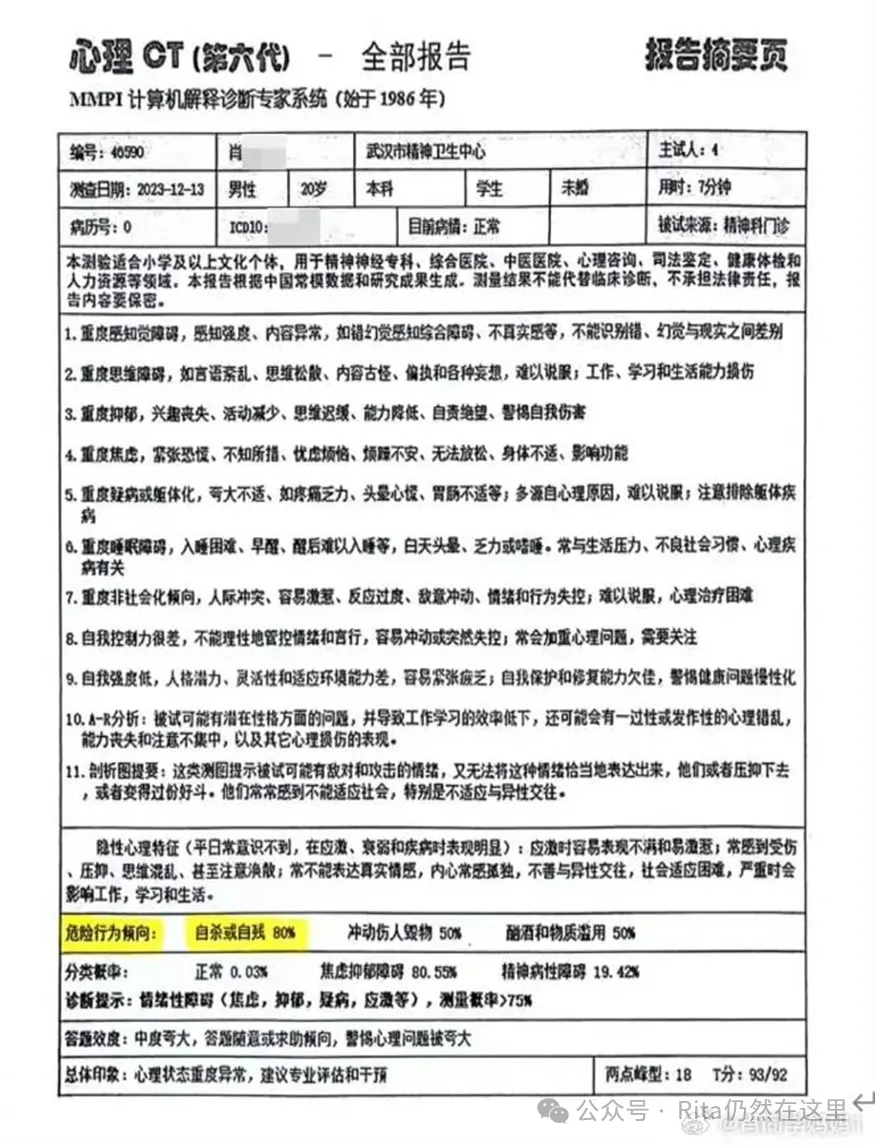 心理 CT (第六代) - 全部报告 报告摘要页
MMPI 计算机解释诊断专家系统（始于 1986 年）
编号：46590 肖 武汉市精神卫生中心 主试人：4
测查日期：2023-12-13 男性 20岁 本科 学生 未婚 用时：7分钟
病历号：0 ICD10： 目前病情：正常 被试来源：精神科门诊
本测验适合小学及以上文化个体，用于精神神经专科、综合医院、中医医院、心理咨询、司法鉴定、健康体检和
人力资源等领域。本报告根据中国常模数据和研究成果生成。测量结果不能代替临床诊断，不承担法律责任，报
告内容要保密。
1. 重度感知觉障碍，感知强度、内容异常，如错幻觉感知综合障碍、不真实感等，不能识别错、幻觉与现实之间差别
2. 重度思维障碍，如言语紊乱、思维松散、内容古怪、偏执和各种妄想，难以说服；工作、学习和生活能力损伤
3. 重度抑郁，兴趣丧失、活动减少、思维迟缓、能力降低、自责绝望、警惕自我伤害
4. 重度焦虑，紧张恐慌、不知所措、忧虑烦恼、烦躁不安、无法放松、身体不适、影响功能
5. 重度疑病或躯体化，夸大不适、如疼痛乏力、头晕心慌、胃肠不适等；多源自心理原因，难以说服；注意排除躯体疾
病
6. 重度睡眠障碍，入睡困难、早醒、醒后难以入睡等，白天头晕、乏力或嗜睡。常与生活压力、不良社会习惯、心理疾
病有关
7. 重度非社会化倾向，人际冲突、容易激惹、反应过度、敌意冲动、情绪和行为失控；难以说服，心理治疗困难
8. 自我控制力很差，不能理性地管控情绪和言行，容易冲动或突然失控；常会加重心理问题，需要关注
9. 自我强度低，人格潜力、灵活性和适应环境能力差，容易紧张疲乏；自我保护和修复能力欠佳，警惕健康问题慢性化
10. A-R分析：被试可能有潜在性格方面的问题，并导致工作学习的效率低下，还可能会有一过性或发作性的心理错乱，
能力丧失和注意不集中，以及其它心理损伤的表现。
11. 剖析图提要：这类测图提示被试可能有敌对和攻击的情绪，又无法将这种情绪恰当地表达出来，他们或者压抑下去
，或者变得过份好斗。他们常常感到不能适应社会，特别是不适应与异性交往。
隐性心理特征（平日常意识不到，在应激、衰弱和疾病时表现明显）：应激时容易表现不满和易激惹；常感到受伤
、压抑、思维混乱、甚至注意涣散；常不能表达真实情感，内心常感孤独，不善与异性交往，社会适应困难，严重时会
影响工作，学习和生活。
危险行为倾向： 自杀或自残 80% 冲动伤人毁物 50% 酗酒和物质滥用 50%
分类概率： 正常 0.03% 焦虑抑郁障碍 80.55% 精神病性障碍 19.42%
诊断提示：情绪性障碍（焦虑，抑郁，疑病，应激等），测量概率>75%
答题效度：中度夸大，答题随意或求助倾向，警惕心理问题被夸大
总体印象：心理状态重度异常，建议专业评估和干预 两点峰型：18 T分：93/92
公众号 · Rita仍然在这里